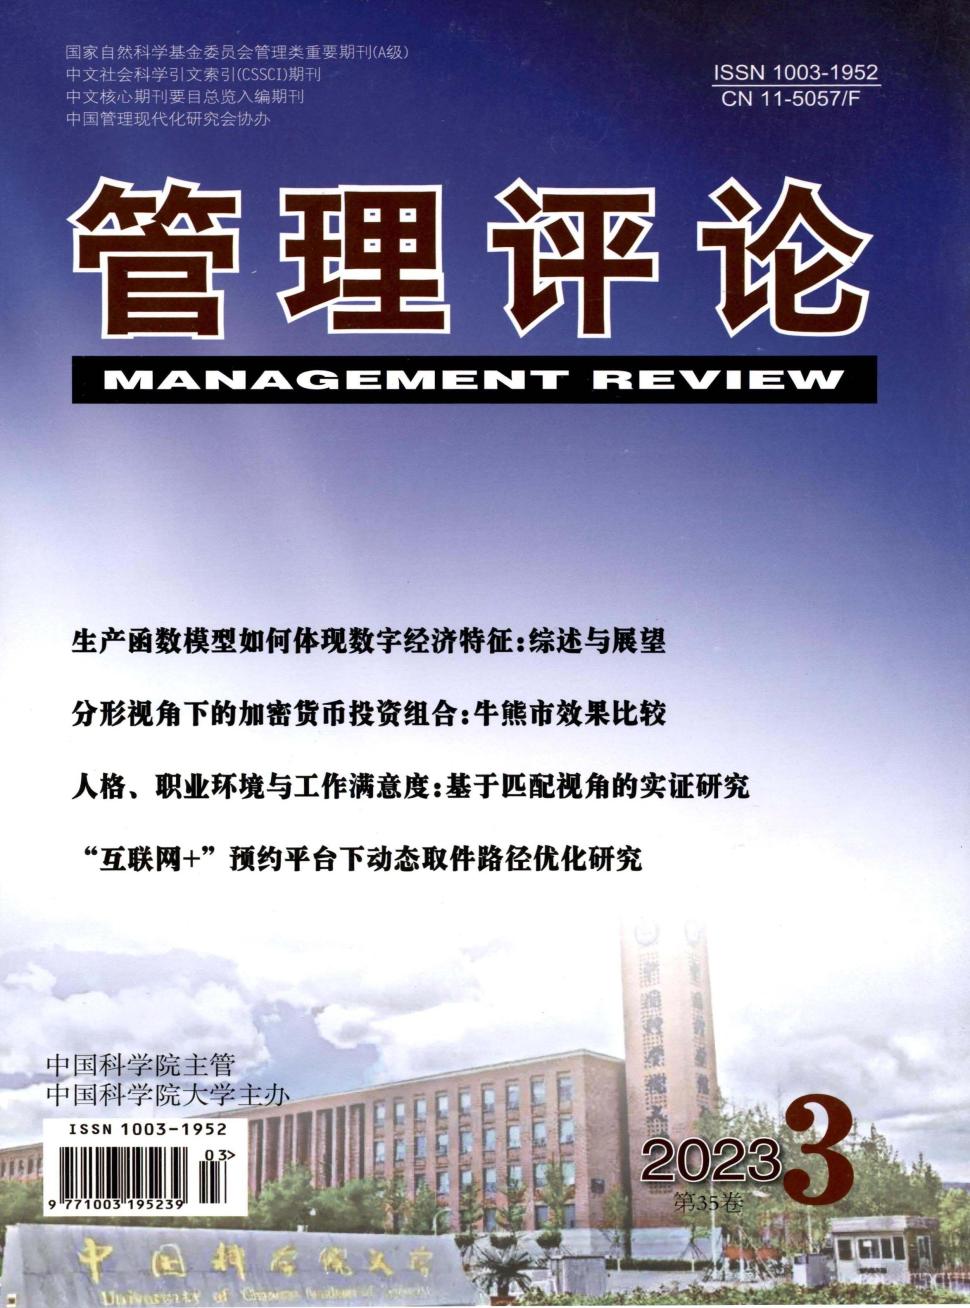 国家自然科学基金委员会管理类重要期刊(A级)
中文社会科学引文索引(CSSCI)期刊
中文核心期刊要目总览入编期刊
中国管理现代化研究会协办
ISSN 1003-1952
CN 11-5057/F
管理评论
MANAGEMENT REVIEW
生产函数模型如何体现数字经济特征:综述与展望
分形视角下的加密货币投资组合:牛熊市效果比较
人格、职业环境与工作满意度:基于匹配视角的实证研究
“互联网+”预约平台下动态取件路径优化研究
中国科学院主管
中国科学院大学主办
ISSN 1003-1952
03>
9 771003 195239
2023 3
第35卷
中国科学院大学
University of Chinese Academy of Sciences